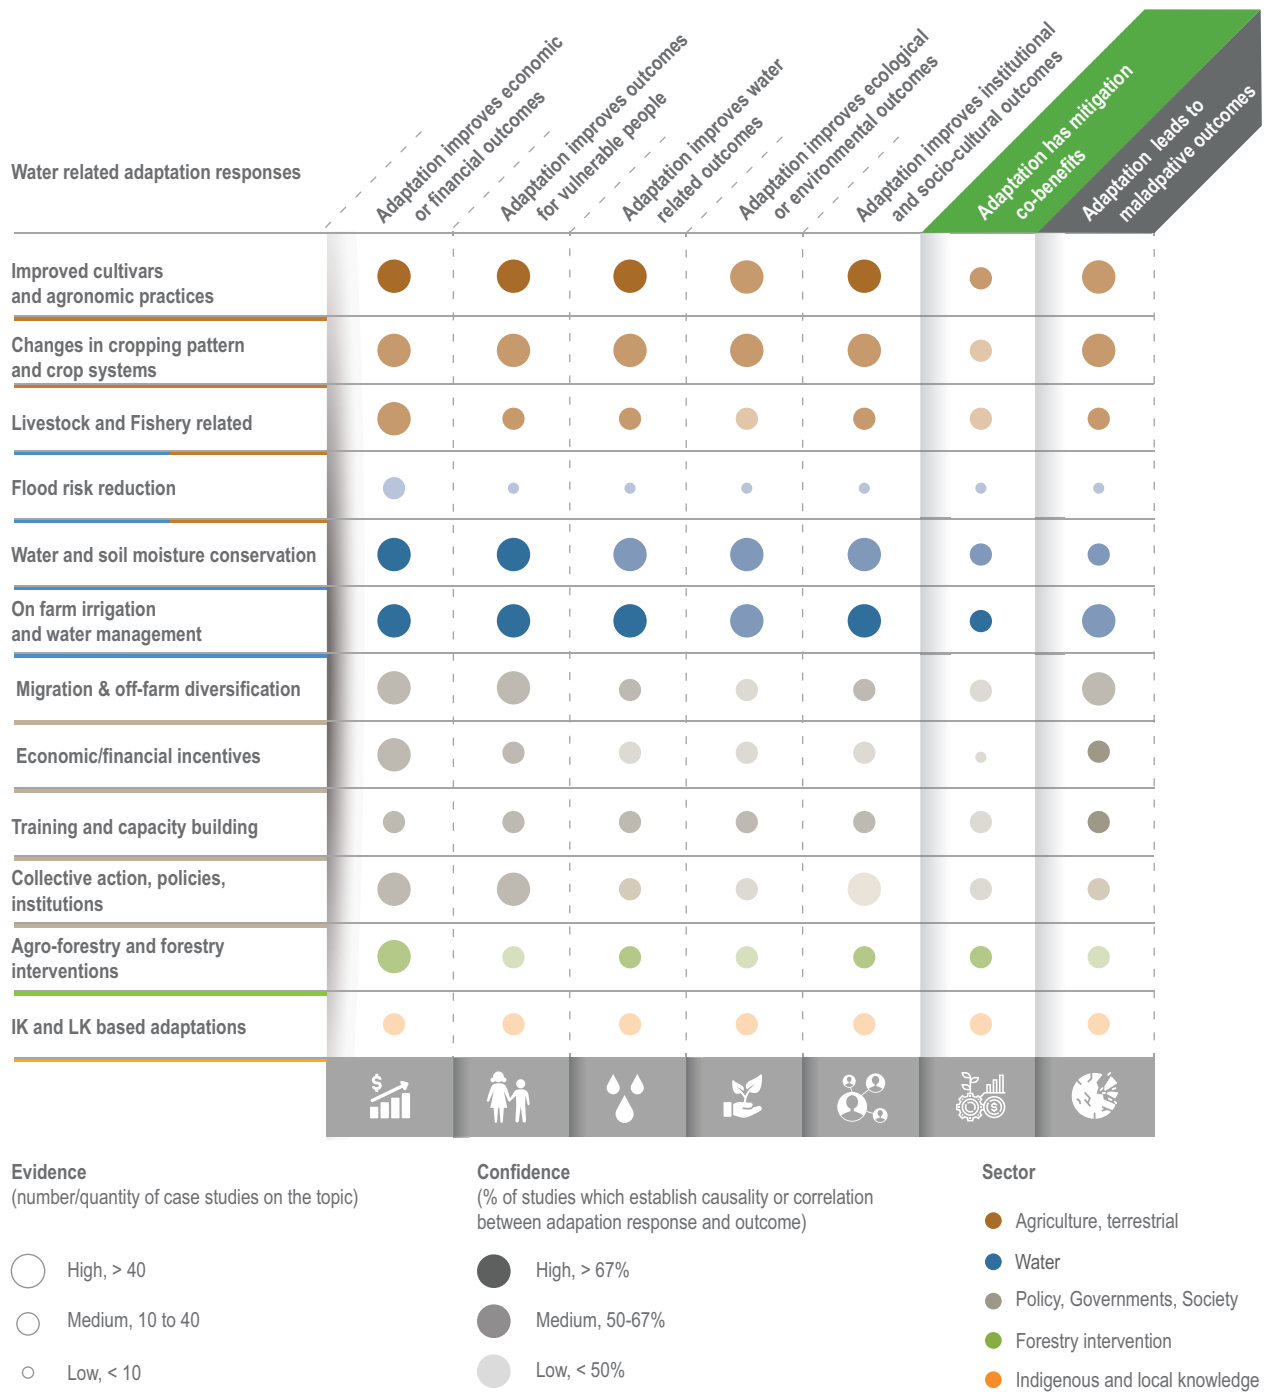 Adaptation improves economic
or financial outcomes
Adaptation improves outcomes
for vulnerable people
Adaptation improves water
related outcomes
Adaptation improves ecological
or environmental outcomes
Adaptation improves institutional
and socio-cultural outcomes
Adaptation has mitigation
co-benefits
Adaptation leads to
maladpative outcomes
Water related adaptation responses
Improved cultivars
and agronomic practices
Changes in cropping pattern
and crop systems
Livestock and Fishery related
Flood risk reduction
Water and soil moisture conservation
On farm irrigation
and water management
Migration & off-farm diversification
Economic/financial incentives
Training and capacity building
Collective action, policies,
institutions
Agro-forestry and forestry
interventions
IK and LK based adaptations
$
$
Evidence
(number/quantity of case studies on the topic)
High, > 40
Medium, 10 to 40
Low, < 10
Confidence
(% of studies which establish causality or correlation
between adapation response and outcome)
High, > 67%
Medium, 50-67%
Low, < 50%
Sector
Agriculture, terrestrial
Water
Policy, Governments, Society
Forestry intervention
Indigenous and local knowledge